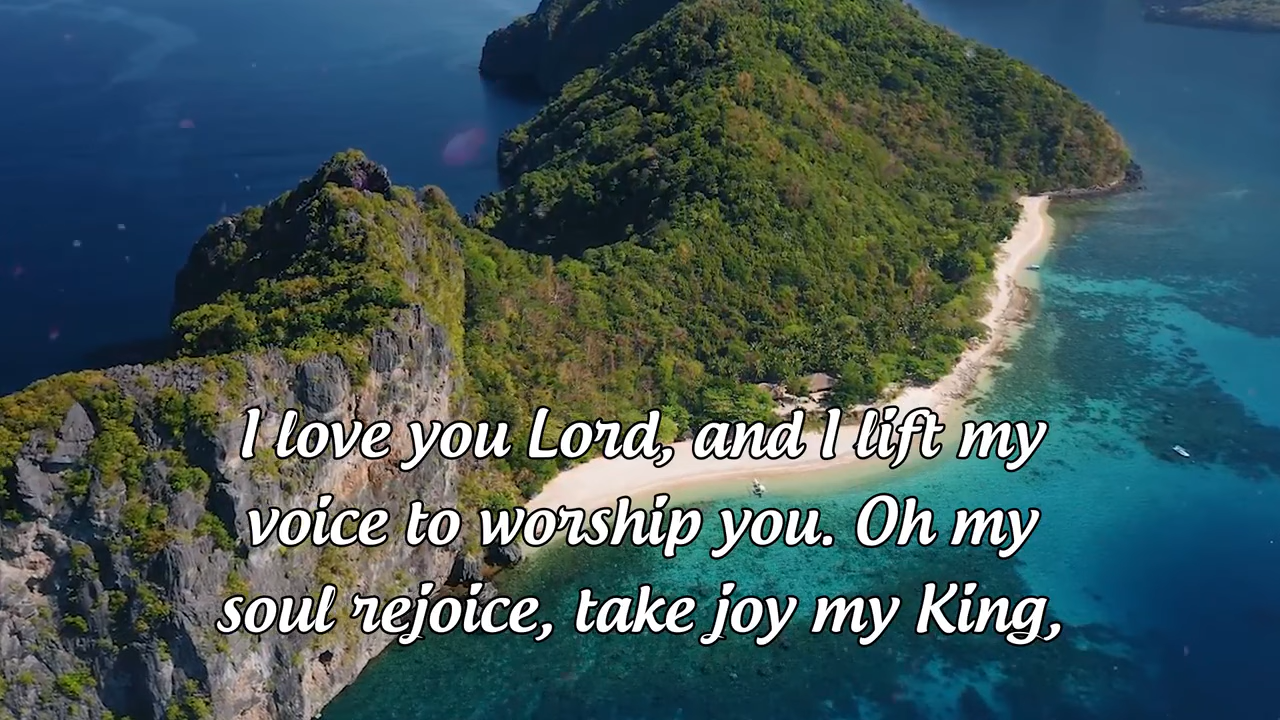 I love you Lord, and I lift my
voice to worship you. Oh my
soul rejoice, take joy my King,